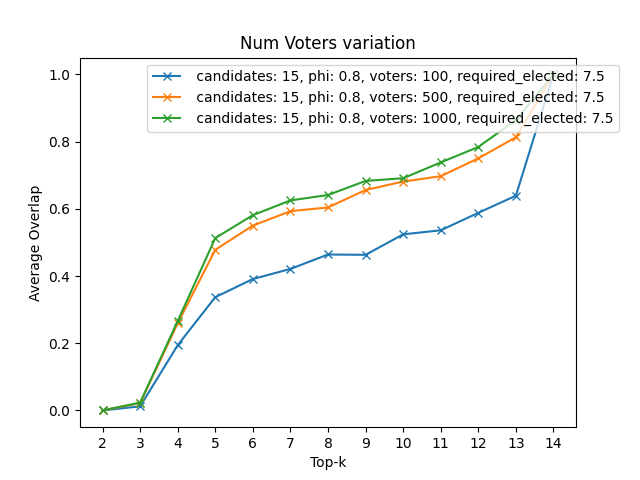 Num Voters variation
candidates: 15, phi: 0.8, voters: 100, required_elected: 7.5
candidates: 15, phi: 0.8, voters: 500, required_elected: 7.5
candidates: 15, phi: 0.8, voters: 1000, required_elected: 7.5
Average Overlap
1.0
0.8
0.6
0.4
0.2
0.0
2 3 4 5 6 7 8 9 10 11 12 13 14
Top-k